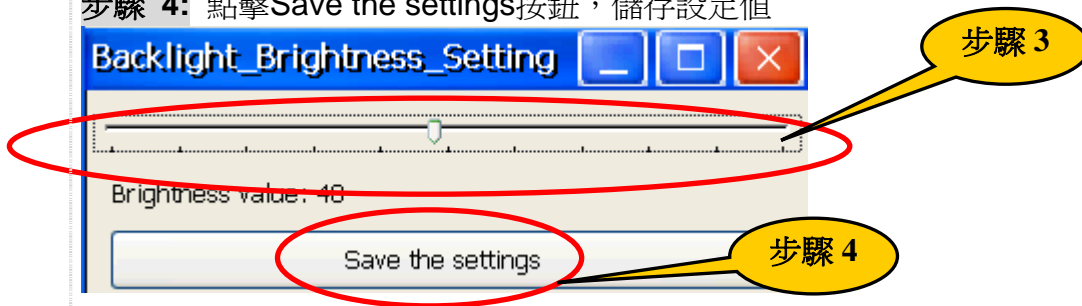 步驟 4: 點擊Save the settings按鈕，儲存設定值
Backlight_Brightness_Setting
步驟 3
Brightness value: 48
Save the settings
步驟 4